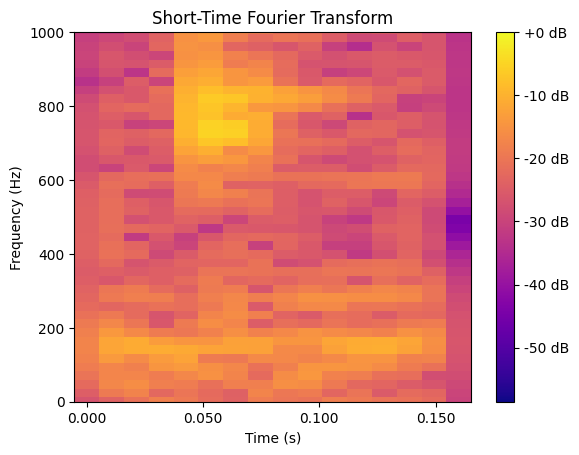 Short-Time Fourier Transform
1000
800
600
400
200
0
Frequency (Hz)
0.000
0.050
0.100
0.150
Time (s)
+0 dB
-10 dB
-20 dB
-30 dB
-40 dB
-50 dB